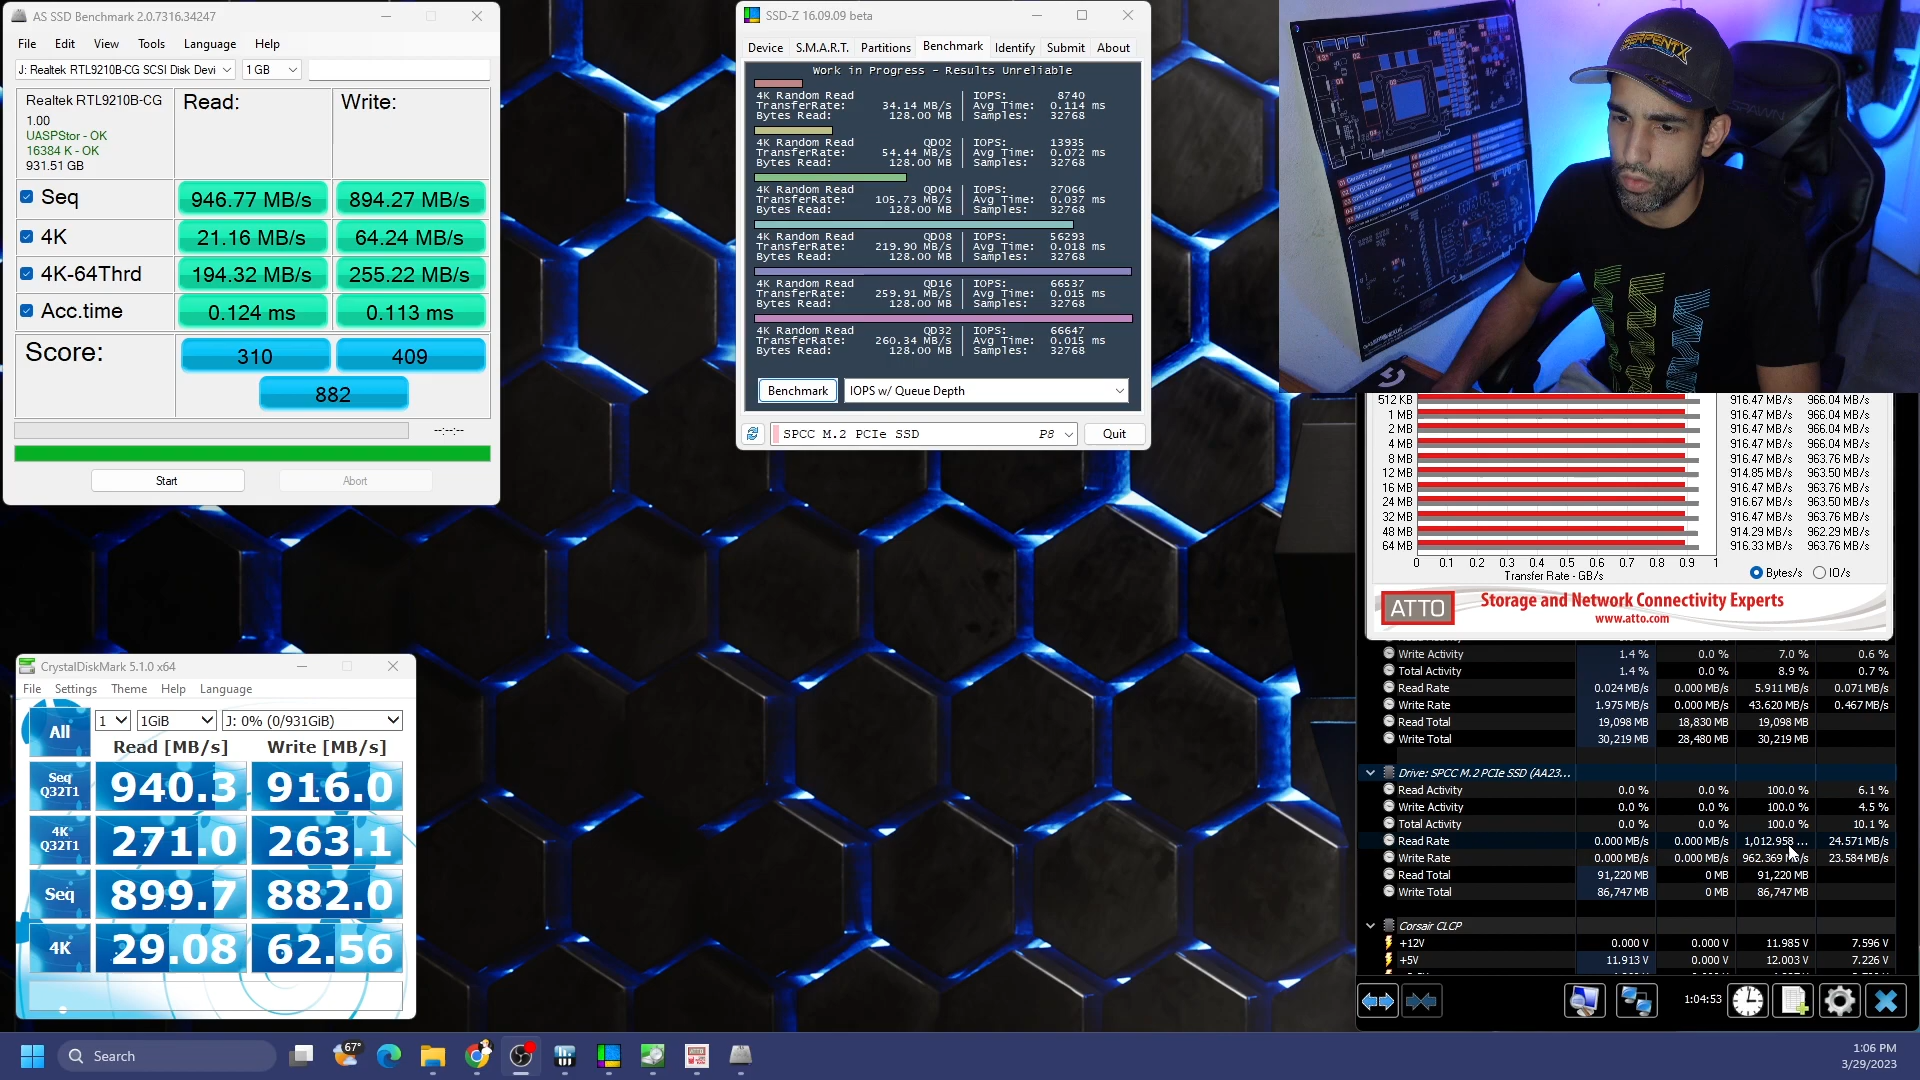 AS SSD Benchmark 2.0.7316.34247
File Edit View Tools Language Help
J: Realtek RTL9210B-CG SCSI Disk Devi 1 GB
Realtek RTL9210B-CG
1.00
UASPStor - OK
16384 K - OK
931.51 GB
Read: Write:
Seq 946.77 MB/s 894.27 MB/s
4K 21.16 MB/s 64.24 MB/s
4K-64Thrd 194.32 MB/s 255.22 MB/s
Acc.time 0.124 ms 0.113 ms
Score: 310 409
882
--:--:--
Start Abort
SSD-Z 16.09.09 beta
Device S.M.A.R.T. Partitions Benchmark Identify Submit About
Work in Progress - Results Unreliable
4K Random Read IOPS: 8740
TransferRate: 34.14 MB/s Avg Time: 0.114 ms
Bytes Read: 128.00 MB Samples: 32768
4K Random Read QD02 IOPS: 13935
TransferRate: 54.44 MB/s Avg Time: 0.072 ms
Bytes Read: 128.00 MB Samples: 32768
4K Random Read QD04 IOPS: 27066
TransferRate: 105.73 MB/s Avg Time: 0.037 ms
Bytes Read: 128.00 MB Samples: 32768
4K Random Read QD08 IOPS: 56293
TransferRate: 219.90 MB/s Avg Time: 0.018 ms
Bytes Read: 128.00 MB Samples: 32768
4K Random Read QD16 IOPS: 66537
TransferRate: 259.91 MB/s Avg Time: 0.015 ms
Bytes Read: 128.00 MB Samples: 32768
4K Random Read QD32 IOPS: 66647
TransferRate: 260.34 MB/s Avg Time: 0.015 ms
Bytes Read: 128.00 MB Samples: 32768
Benchmark IOPS w/ Queue Depth
SPCC M.2 PCIe SSD P8 Quit
SERPENTX
512 KB 916.47 MB/s 966.04 MB/s
1 MB 916.47 MB/s 966.04 MB/s
2 MB 916.47 MB/s 966.04 MB/s
4 MB 916.47 MB/s 966.04 MB/s
8 MB 916.47 MB/s 963.76 MB/s
12 MB 914.85 MB/s 963.50 MB/s
16 MB 916.47 MB/s 963.76 MB/s
24 MB 916.67 MB/s 963.50 MB/s
32 MB 916.47 MB/s 963.76 MB/s
48 MB 914.29 MB/s 962.29 MB/s
64 MB 916.33 MB/s 963.76 MB/s
0 0.1 0.2 0.3 0.4 0.5 0.6 0.7 0.8 0.9 1
Transfer Rate - GB/s
Bytes/s IO/s
ATTO Storage and Network Connectivity Experts
www.atto.com
Write Activity 1.4 % 0.0 % 7.0 % 0.6 %
Total Activity 1.4 % 0.0 % 8.9 % 0.7 %
Read Rate 0.024 MB/s 0.000 MB/s 5.911 MB/s 0.071 MB/s
Write Rate 1.975 MB/s 0.000 MB/s 43.620 MB/s 0.467 MB/s
Read Total 19,098 MB 18,830 MB 19,098 MB
Write Total 30,219 MB 28,480 MB 30,219 MB
Drive: SPCC M.2 PCIe SSD (AA23...
Read Activity 0.0 % 0.0 % 100.0 % 6.1 %
Write Activity 0.0 % 0.0 % 100.0 % 4.5 %
Total Activity 0.0 % 0.0 % 100.0 % 10.1 %
Read Rate 0.000 MB/s 0.000 MB/s 1,012.958 ... 24.571 MB/s
Write Rate 0.000 MB/s 0.000 MB/s 962.369 MB/s 23.584 MB/s
Read Total 91,220 MB 0 MB 91,220 MB
Write Total 86,747 MB 0 MB 86,747 MB
Corsair CLCP
+12V 0.000 V 0.000 V 11.985 V 7.596 V
+5V 11.913 V 0.000 V 12.003 V 7.226 V
1:04:53
CrystalDiskMark 5.1.0 x64
File Settings Theme Help Language
All 1 1GiB J: 0% (0/931GiB)
Read [MB/s] Write [MB/s]
Seq Q32T1 940.3 916.0
4K Q32T1 271.0 263.1
Seq 899.7 882.0
4K 29.08 62.56
Search 67°
1:06 PM
3/29/2023